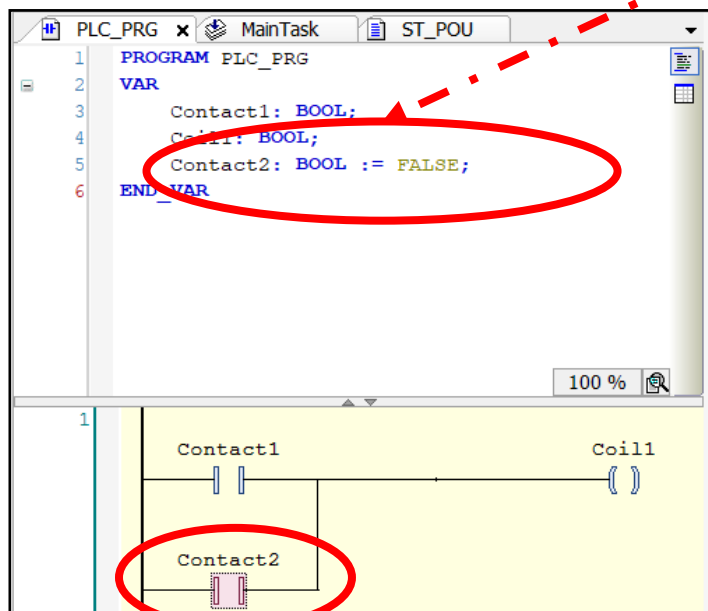 PLC_PRG MainTask ST_POU
1 PROGRAM PLC_PRG
2 VAR
3 Contact1: BOOL;
4 Coil1: BOOL;
5 Contact2: BOOL := FALSE;
6 END_VAR
100 %
1
Contact1 Coil1
Contact2